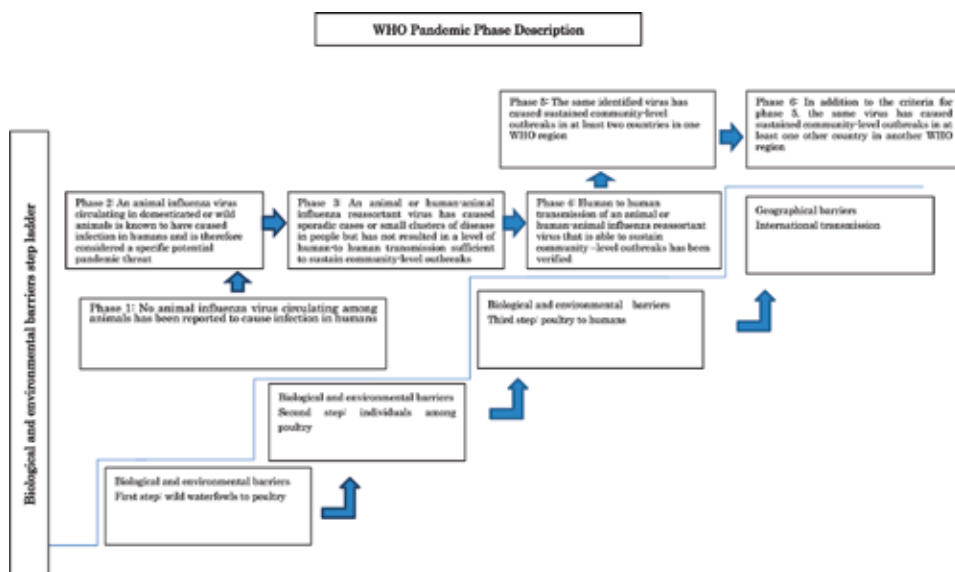 WHO Pandemic Phase Description
Biological and environmental barriers step ladder
Phase 5: The same identified virus has
caused sustained community-level
outbreaks in at least two countries in one
WHO region
Phase 6: In addition to the criteria for
phase 5, the same virus has caused
sustained community-level outbreaks in at
least one other country in another WHO
region
Phase 2: An animal influenza virus
circulating in domesticated or wild
animals is known to have caused
infection in humans and is therefore
considered a specific potential
pandemic threat
Phase 3: An animal or human-animal
influenza reassortant virus has caused
sporadic cases or small clusters of disease
in people but has not resulted in a level of
human-to human transmission sufficient
to sustain community-level outbreaks
Phase 4: Human to human
transmission of an animal or
human-animal influenza reassortant
virus that is able to sustain
community –level outbreaks has been
verified
Geographical barriers
International transmission
Phase 1: No animal influenza virus circulating among
animals has been reported to cause infection in humans
Biological and environmental barriers
Third step/ poultry to humans
Biological and environmental barriers
Second step/ individuals among
poultry
Biological and environmental barriers
First step/ wild waterfowls to poultry